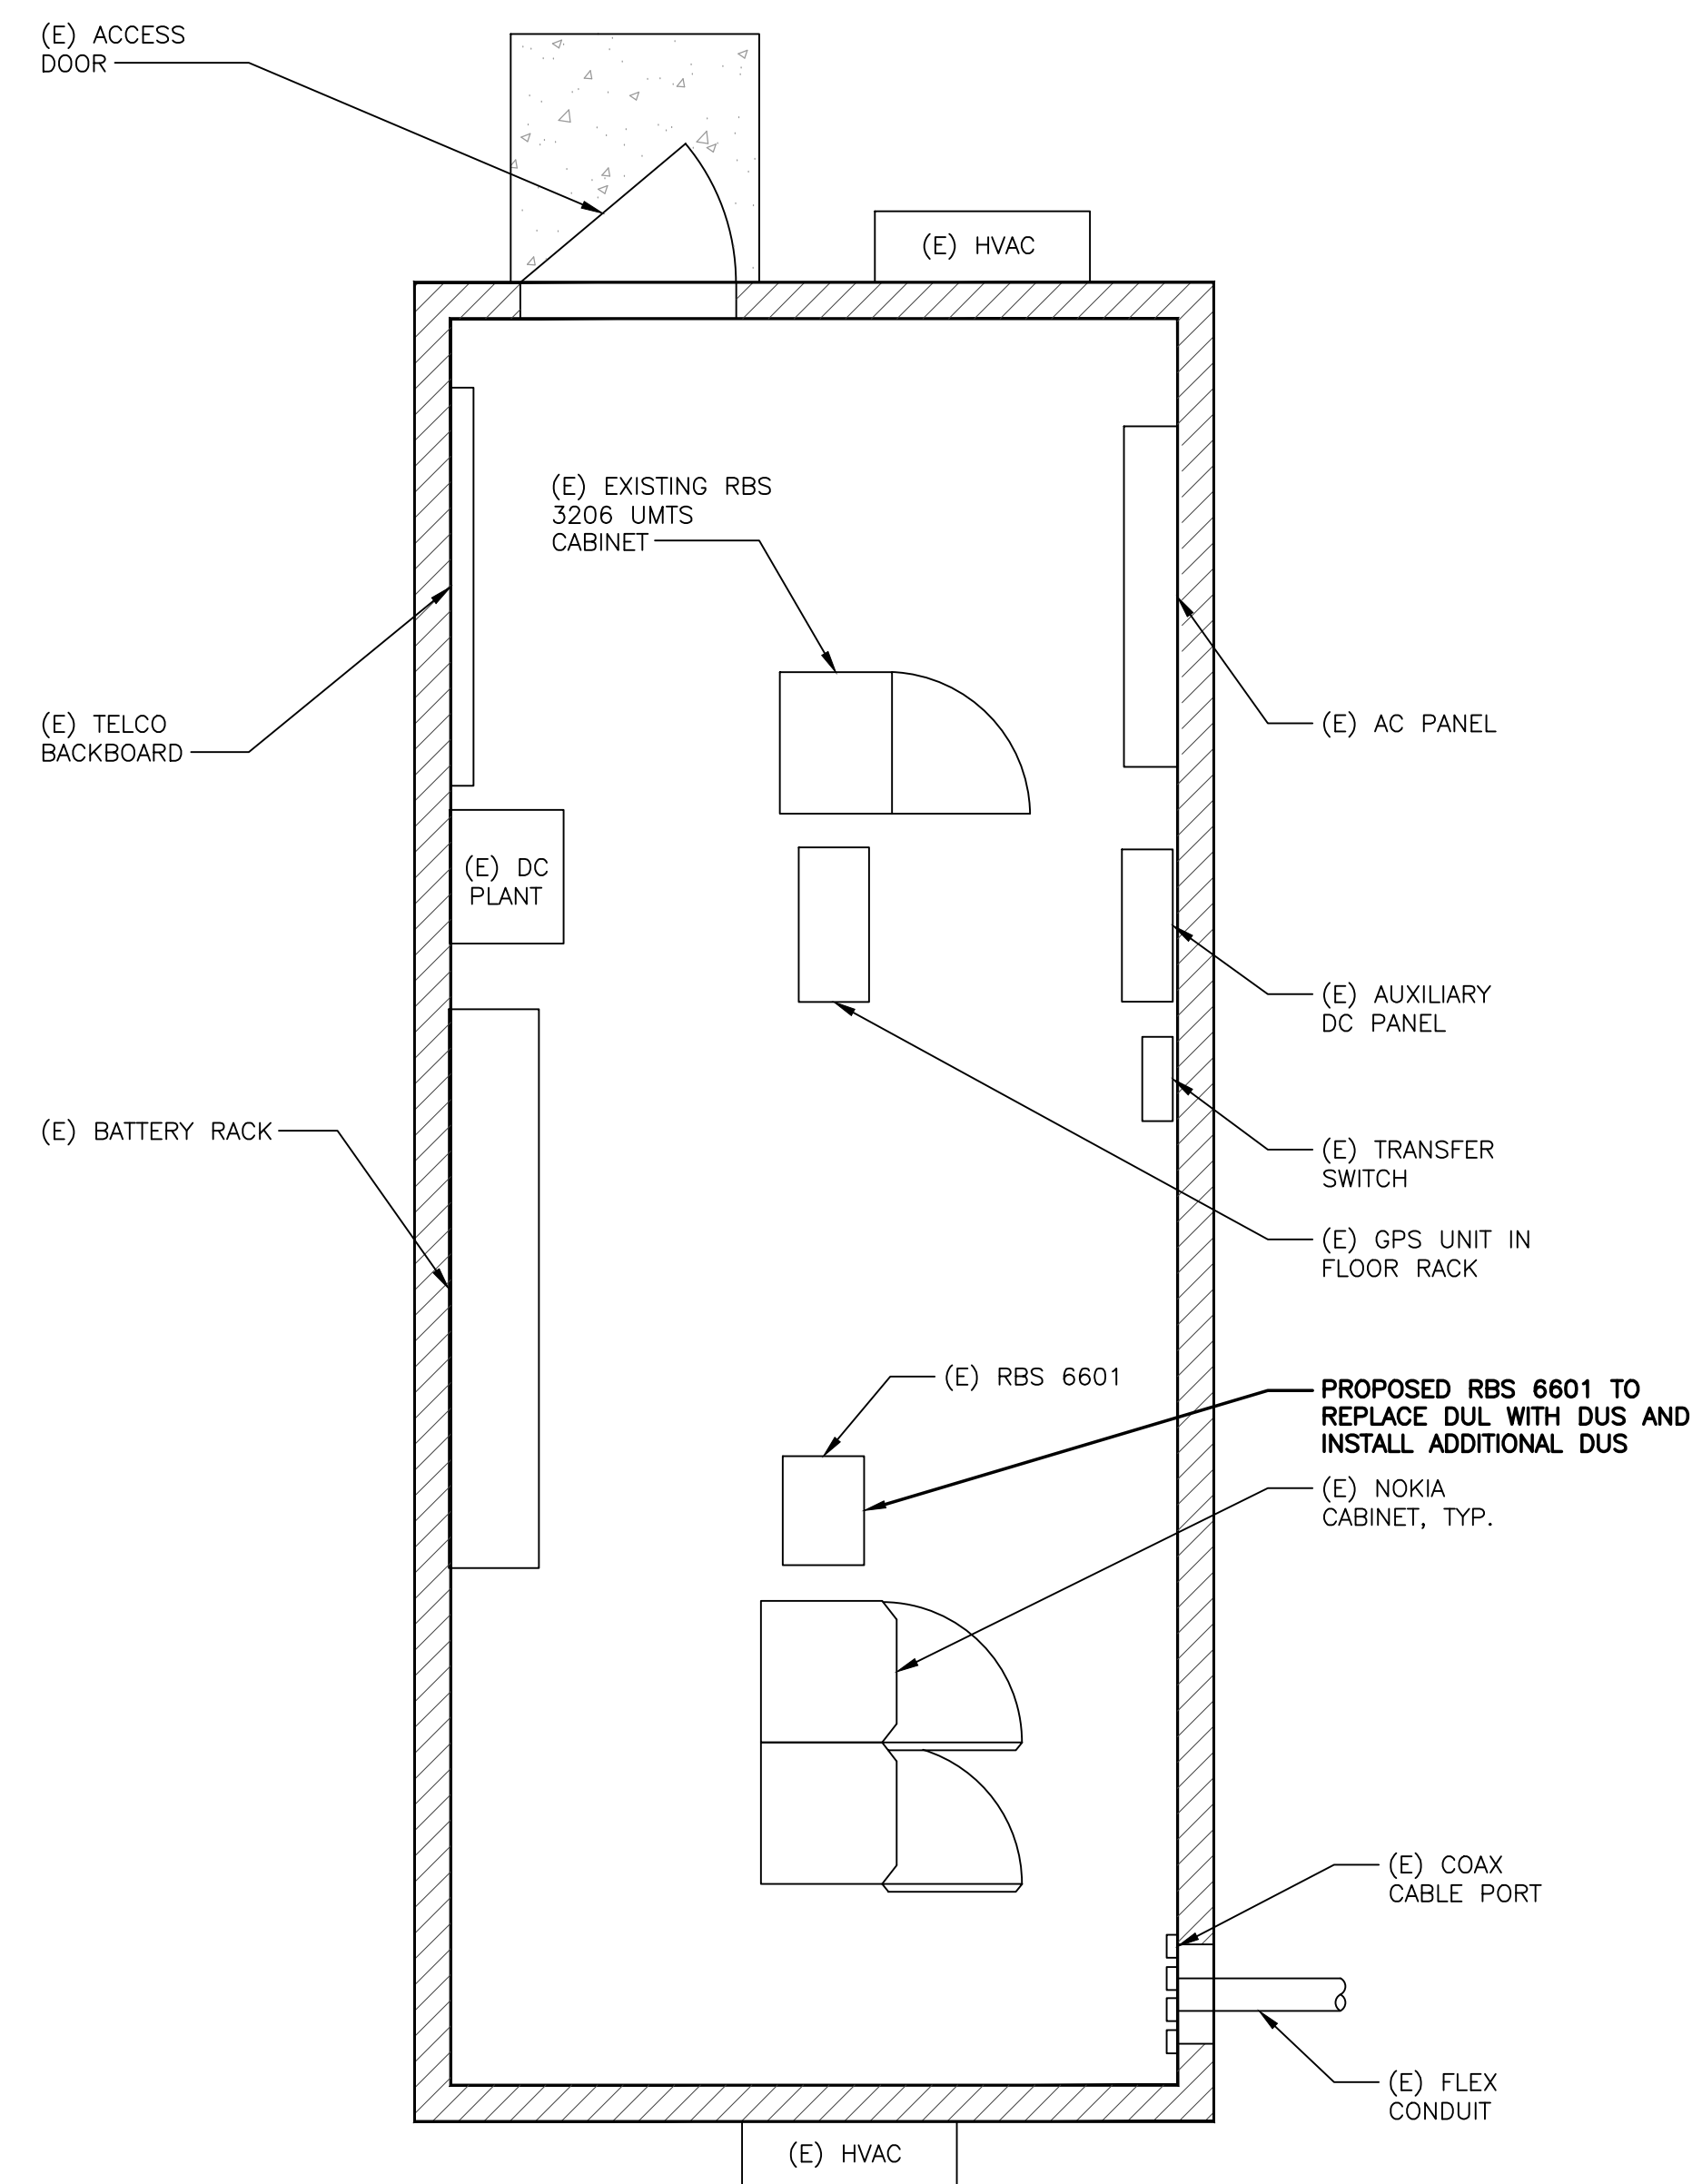 (E) ACCESS
DOOR
(E) HVAC
(E) EXISTING RBS
3206 UMTS
CABINET
(E) TELCO
BACKBOARD
(E) AC PANEL
(E) DC
PLANT
(E) AUXILIARY
DC PANEL
(E) BATTERY RACK
(E) TRANSFER
SWITCH
(E) GPS UNIT IN
FLOOR RACK
(E) RBS 6601
PROPOSED RBS 6601 TO
REPLACE DUL WITH DUS AND
INSTALL ADDITIONAL DUS
(E) NOKIA
CABINET, TYP.
(E) COAX
CABLE PORT
(E) FLEX
CONDUIT
(E) HVAC